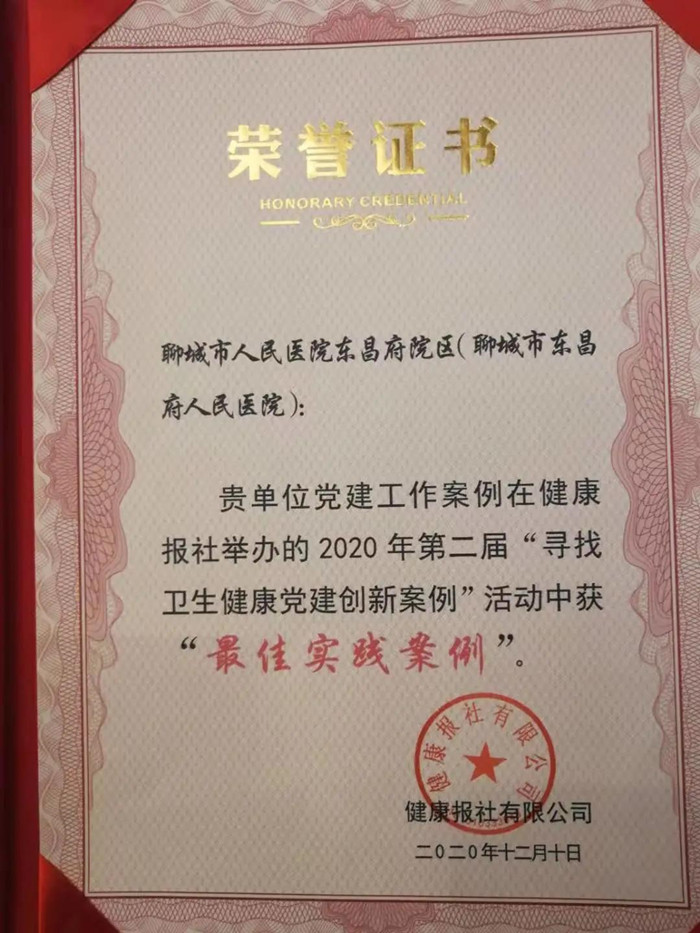 荣誉证书
HONORARY CREDENTIAL
聊城市人民医院东昌府院区(聊城市东昌
府人民医院):
贵单位党建工作案例在健康
报社举办的2020年第二届“寻找
卫生健康党建创新案例”活动中获
“最佳实践案例”。
健康报社有限公司
健康报社有限公司
二〇二〇年十二月十日